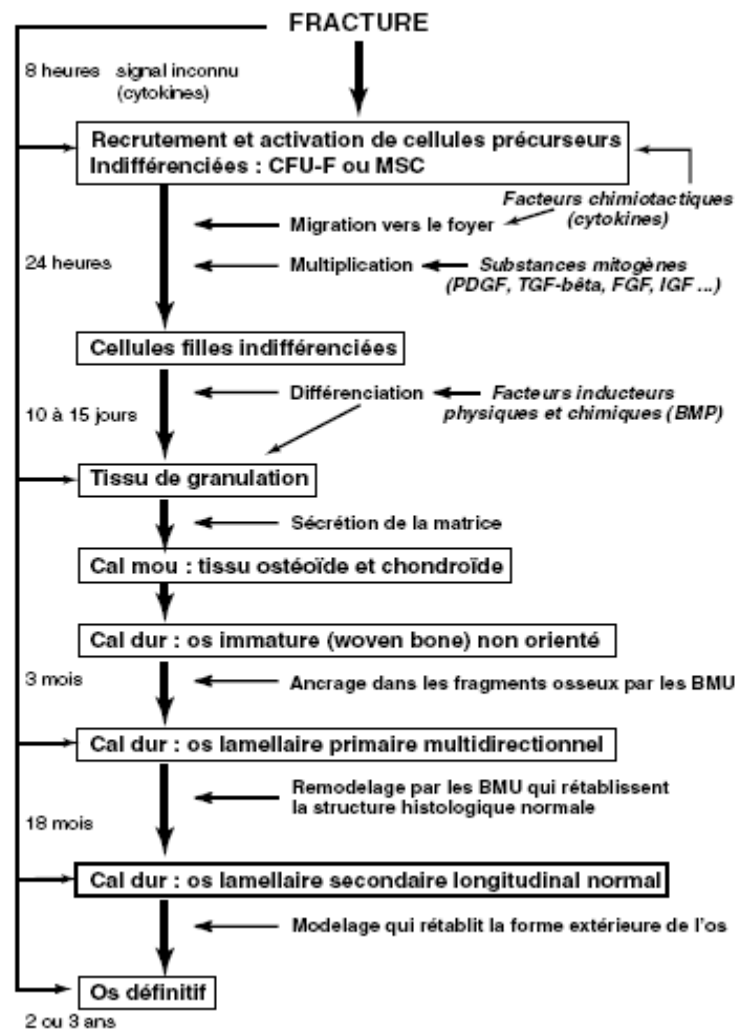 FRACTURE
8 heures signal inconnu
(cytokines)
Recrutement et activation de cellules précurseurs
Indifférenciées : CFU-F ou MSC
Facteurs chimiotactiques
(cytokines)
Migration vers le foyer
24 heures
Multiplication
Substances mitogènes
(PDGF, TGF-bêta, FGF, IGF ...)
Cellules filles indifférenciées
Différenciation
Facteurs inducteurs
physiques et chimiques (BMP)
10 à 15 jours
Tissu de granulation
Sécrétion de la matrice
Cal mou : tissu ostéoïde et chondroïde
Cal dur : os immature (woven bone) non orienté
3 mois
Ancrage dans les fragments osseux par les BMU
Cal dur : os lamellaire primaire multidirectionnel
Remodelage par les BMU qui rétablissent
la structure histologique normale
18 mois
Cal dur : os lamellaire secondaire longitudinal normal
Modelage qui rétablit la forme extérieure de l'os
Os définitif
2 ou 3 ans